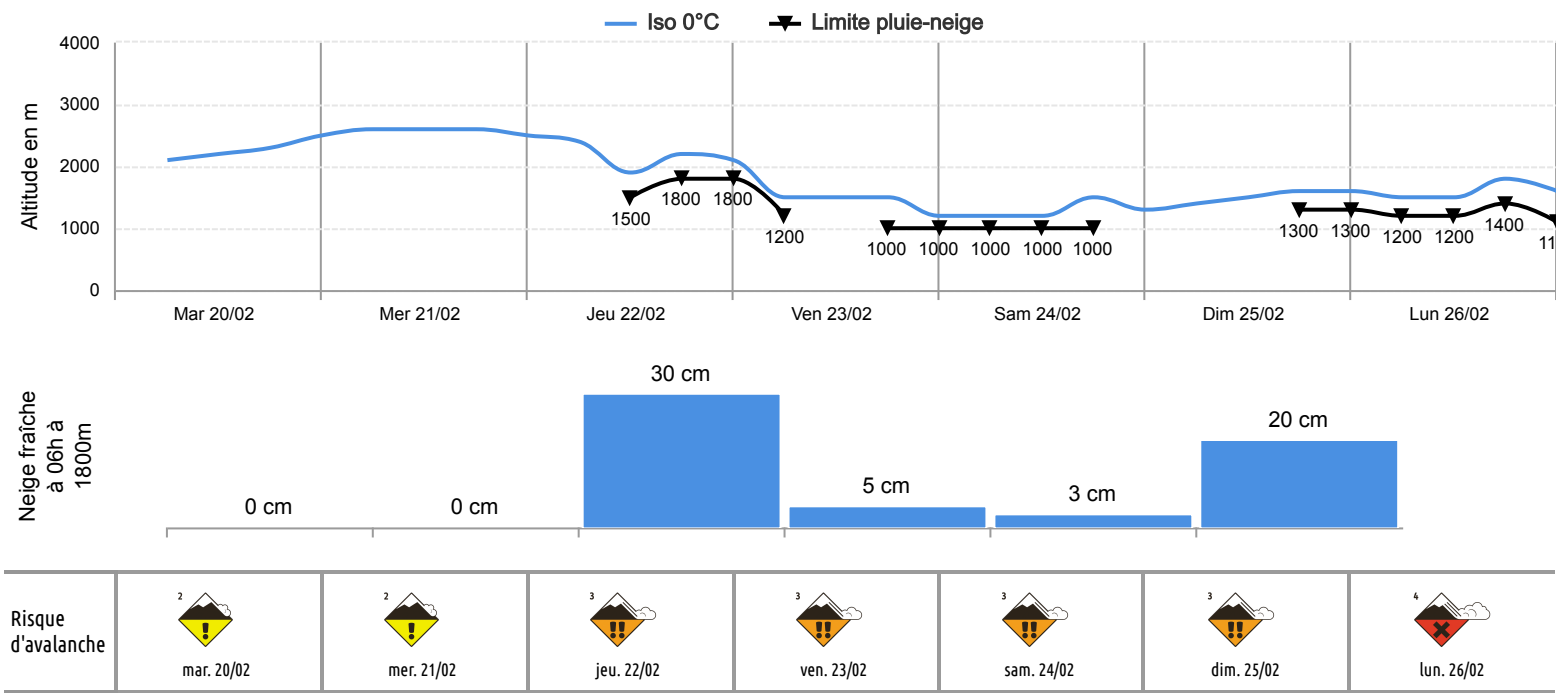 Iso 0°C Limite pluie-neige
Altitude en m
4000
3000
2000
1000
0
1500 1800 1800 1200 1000 1000 1000 1000 1000 1300 1300 1200 1200 1400 11
Mar 20/02 Mer 21/02 Jeu 22/02 Ven 23/02 Sam 24/02 Dim 25/02 Lun 26/02
Neige fraîche
à 06h à
1800m
0 cm 0 cm 30 cm 5 cm 3 cm 20 cm
Risque
d'avalanche
2 2 3 3 3 3 4
! ! !! !! !! !!
mar. 20/02 mer. 21/02 jeu. 22/02 ven. 23/02 sam. 24/02 dim. 25/02 lun. 26/02